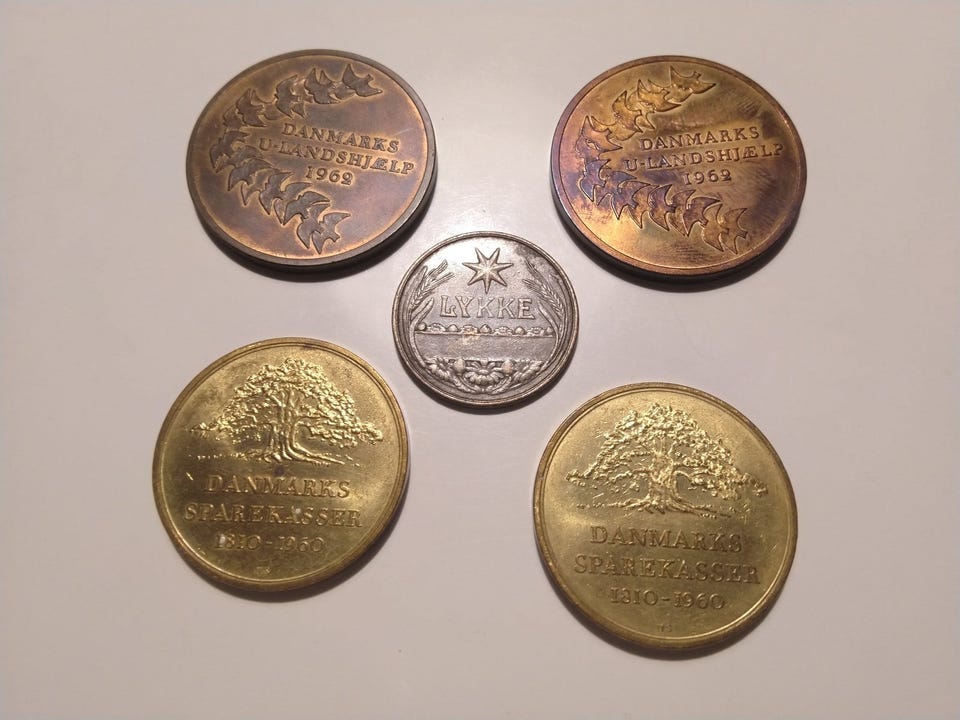 DANMARKS
U-LANDSHJÆLP
1962
DANMARKS
U-LANDSHJÆLP
1962
LYKKE
DANMARKS
SPAREKASSER
1810-1960
DANMARKS
SPAREKASSER
1810-1960